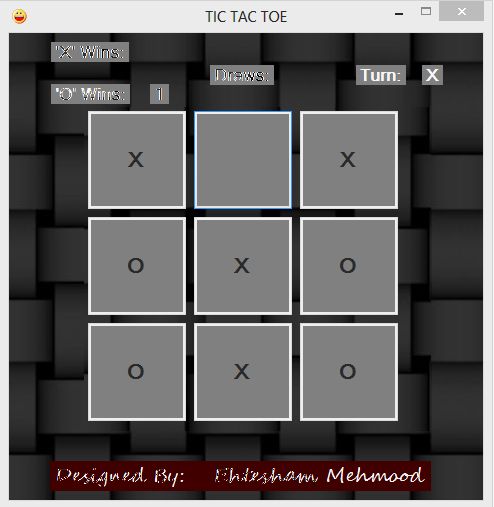 TIC TAC TOE
'X' Wins:
Draws: Turn: X
'O' Wins: 1
X X
O X O
O X O
Designed By: Ehtesham Mehmood